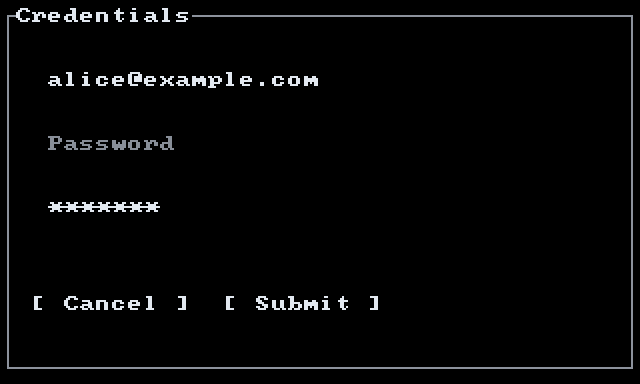 Credentials
alice@example.com
Password
*******
[ Cancel ]  [ Submit ]